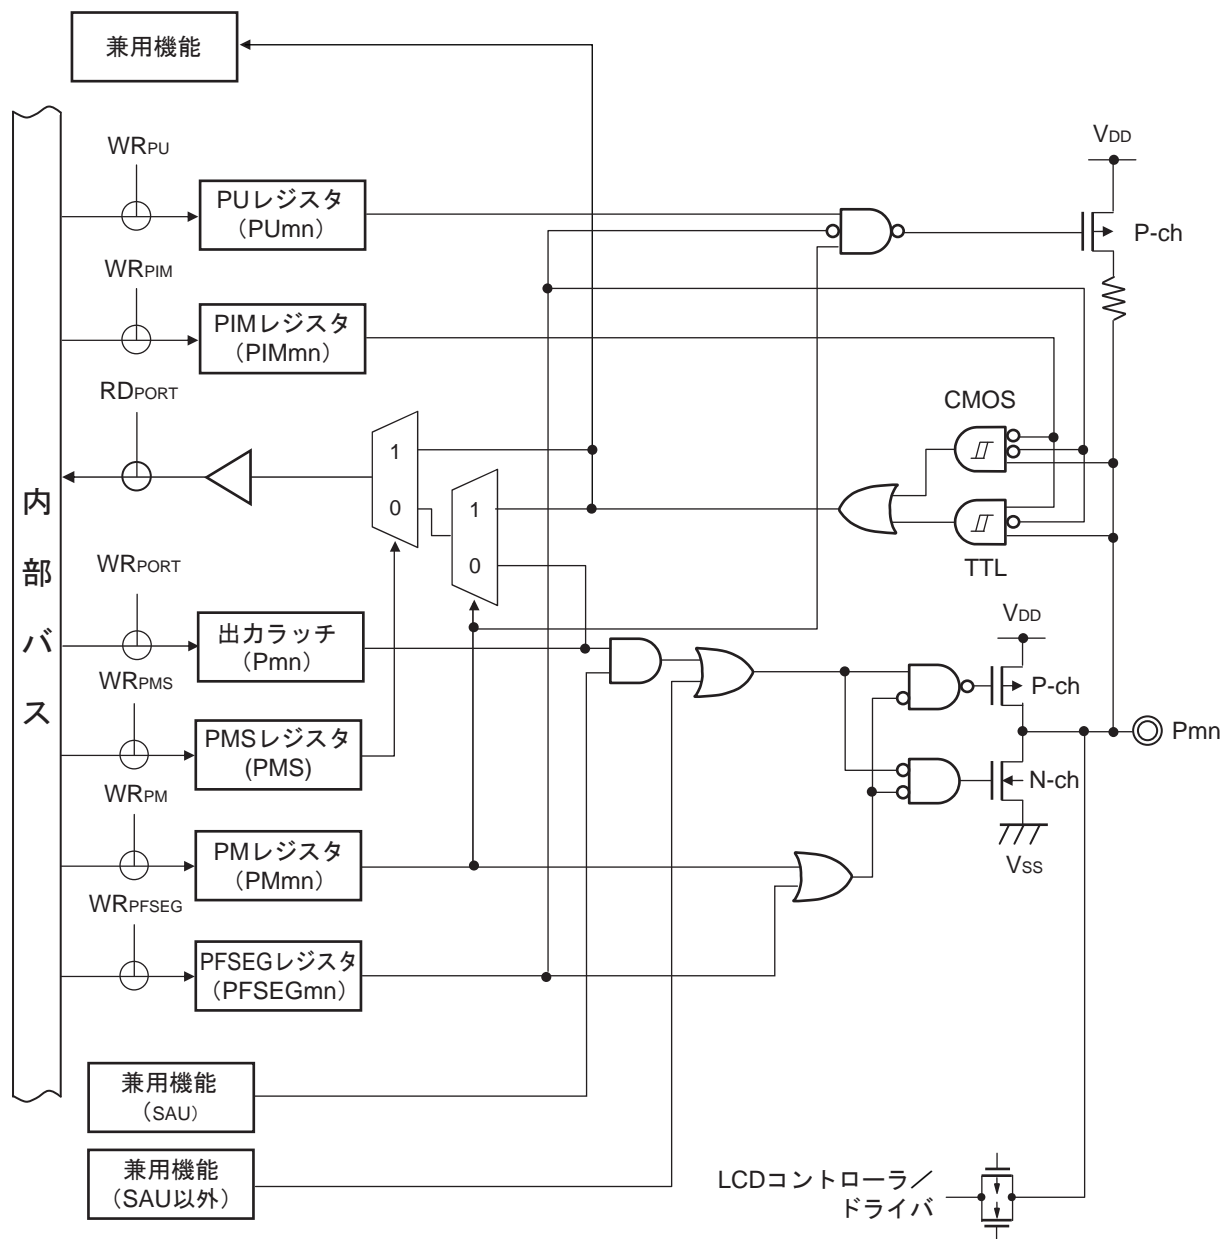 兼用機能
WRPU
PUレジスタ
（PUmn）
VDD
P-ch
WRPIM
PIMレジスタ
（PIMmn）
RDPORT
CMOS
1
0
1
0
TTL
内部バス
WRPORT
出力ラッチ
（Pmn）
VDD
P-ch
WRPMS
PMSレジスタ
(PMS)
Pmn
N-ch
VSS
WRPM
PMレジスタ
（PMmn）
WRPFSEG
PFSEGレジスタ
（PFSEGmn）
兼用機能
（SAU）
兼用機能
（SAU以外）
LCDコントローラ／
ドライバ